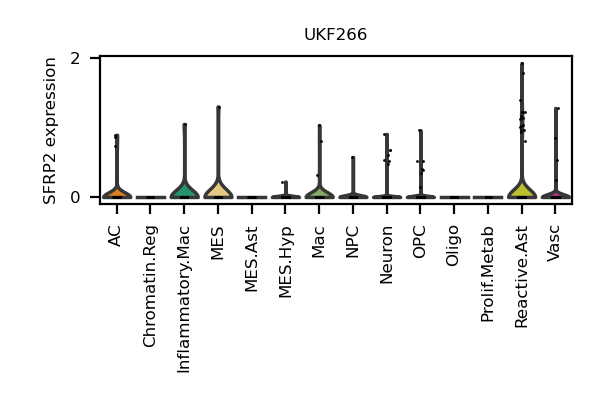 UKF266
SFRP2 expression
2
0
AC
Chromatin.Reg
Inflammatory.Mac
MES
MES.Ast
MES.Hyp
Mac
NPC
Neuron
OPC
Oligo
Prolif.Metab
Reactive.Ast
Vasc